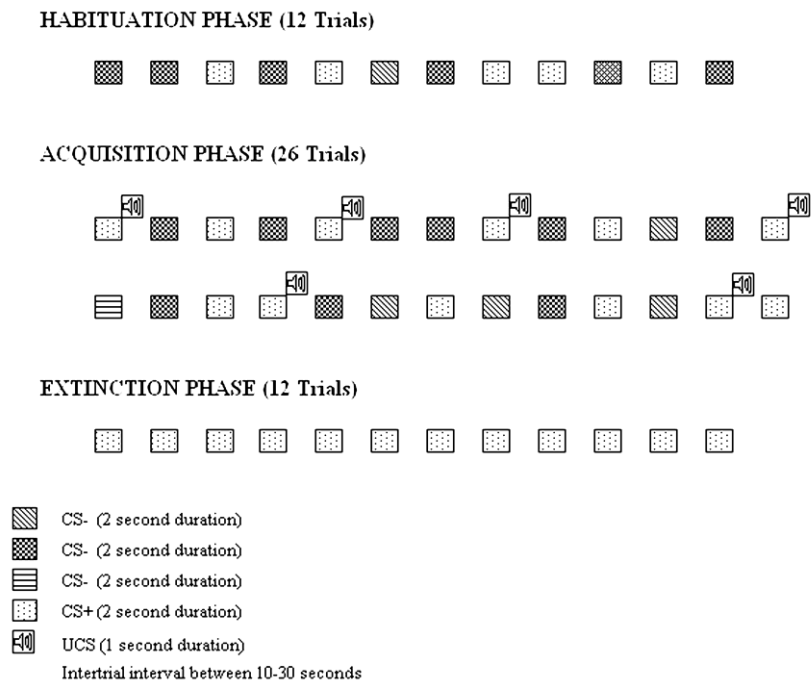 HABITUATION PHASE (12 Trials)
ACQUISITION PHASE (26 Trials)
EXTINCTION PHASE (12 Trials)
CS- (2 second duration)
CS- (2 second duration)
CS- (2 second duration)
CS+ (2 second duration)
UCS (1 second duration)
Intertrial interval between 10-30 seconds